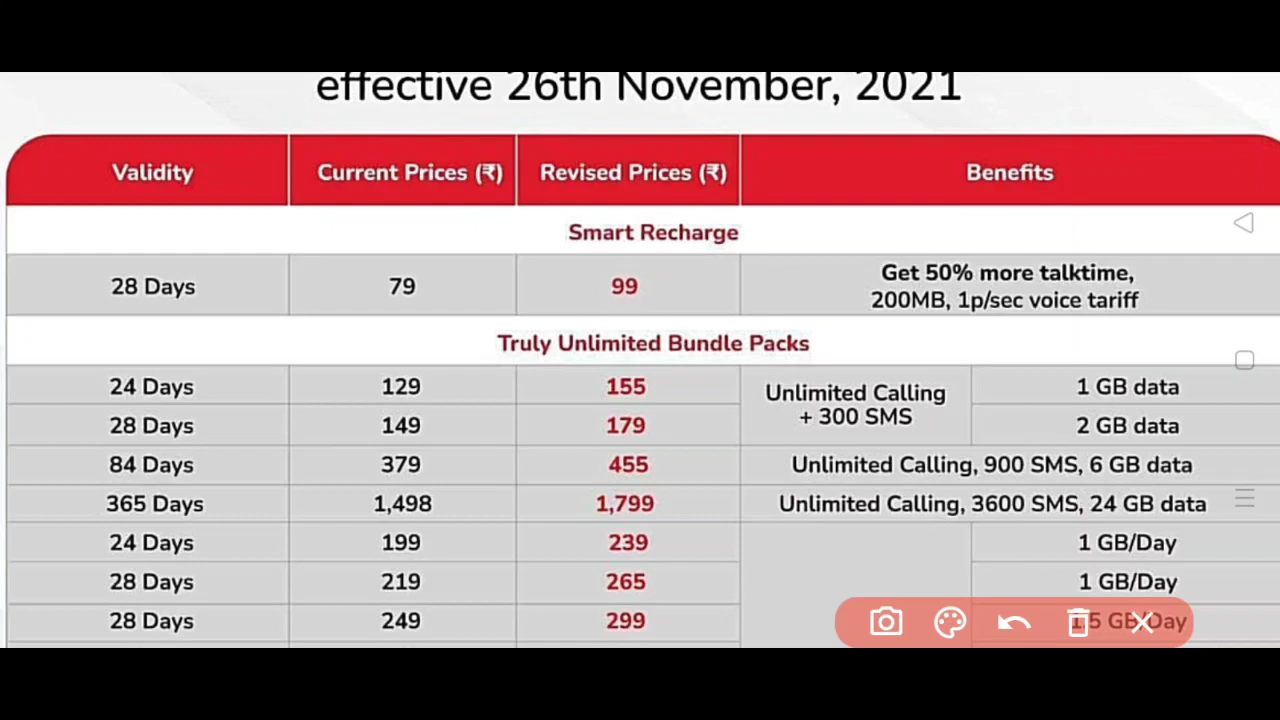 effective 26th November, 2021
Validity Current Prices (₹) Revised Prices (₹) Benefits
Smart Recharge
28 Days 79 99 Get 50% more talktime,
200MB, 1p/sec voice tariff
Truly Unlimited Bundle Packs
24 Days 129 155 Unlimited Calling + 300 SMS 1 GB data
28 Days 149 179 2 GB data
84 Days 379 455 Unlimited Calling, 900 SMS, 6 GB data
365 Days 1,498 1,799 Unlimited Calling, 3600 SMS, 24 GB data
24 Days 199 239 1 GB/Day
28 Days 219 265 1 GB/Day
28 Days 249 299 1.5 GB/Day